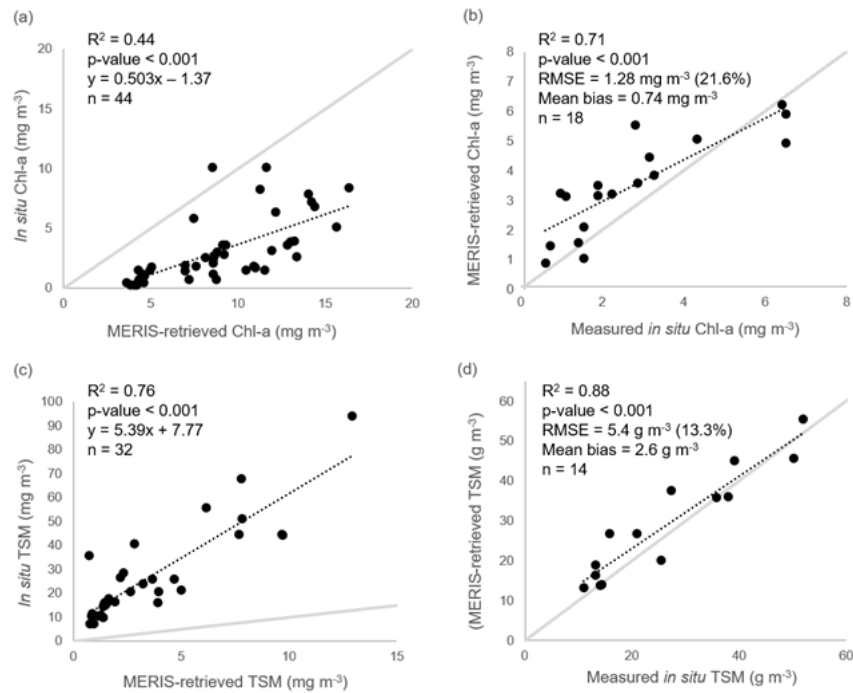 (a)
R² = 0.44
p-value < 0.001
y = 0.503x – 1.37
n = 44
20
15
10
5
0
0 5 10 15 20
In situ Chl-a (mg m⁻³)
MERIS-retrieved Chl-a (mg m⁻³)
(b)
R² = 0.71
p-value < 0.001
RMSE = 1.28 mg m⁻³ (21.6%)
Mean bias = 0.74 mg m⁻³
n = 18
8
7
6
5
4
3
2
1
0
0 2 4 6 8
MERIS-retrieved Chl-a (mg m⁻³)
Measured in situ Chl-a (mg m⁻³)
(c)
R² = 0.76
p-value < 0.001
y = 5.39x + 7.77
n = 32
100
90
80
70
60
50
40
30
20
10
0
0 5 10 15
In situ TSM (mg m⁻³)
MERIS-retrieved TSM (mg m⁻³)
(d)
R² = 0.88
p-value < 0.001
RMSE = 5.4 g m⁻³ (13.3%)
Mean bias = 2.6 g m⁻³
n = 14
60
50
40
30
20
10
0
0 20 40 60
(MERIS-retrieved TSM (g m⁻³)
Measured in situ TSM (g m⁻³)